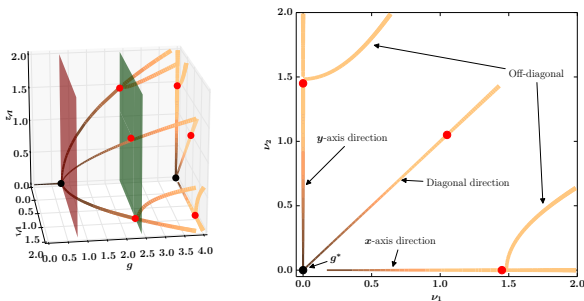 2.0
1.5
1.0
0.5
0.0
ν₂
0.0
0.5
1.0
1.5
ν₁
0.0 0.5 1.0 1.5 2.0 2.5 3.0 3.5 4.0
g
2.0
1.5
1.0
0.5
0.0
ν₂
Off-diagonal
y-axis direction
Diagonal direction
x-axis direction
g*
0.0 0.5 1.0 1.5 2.0
ν₁